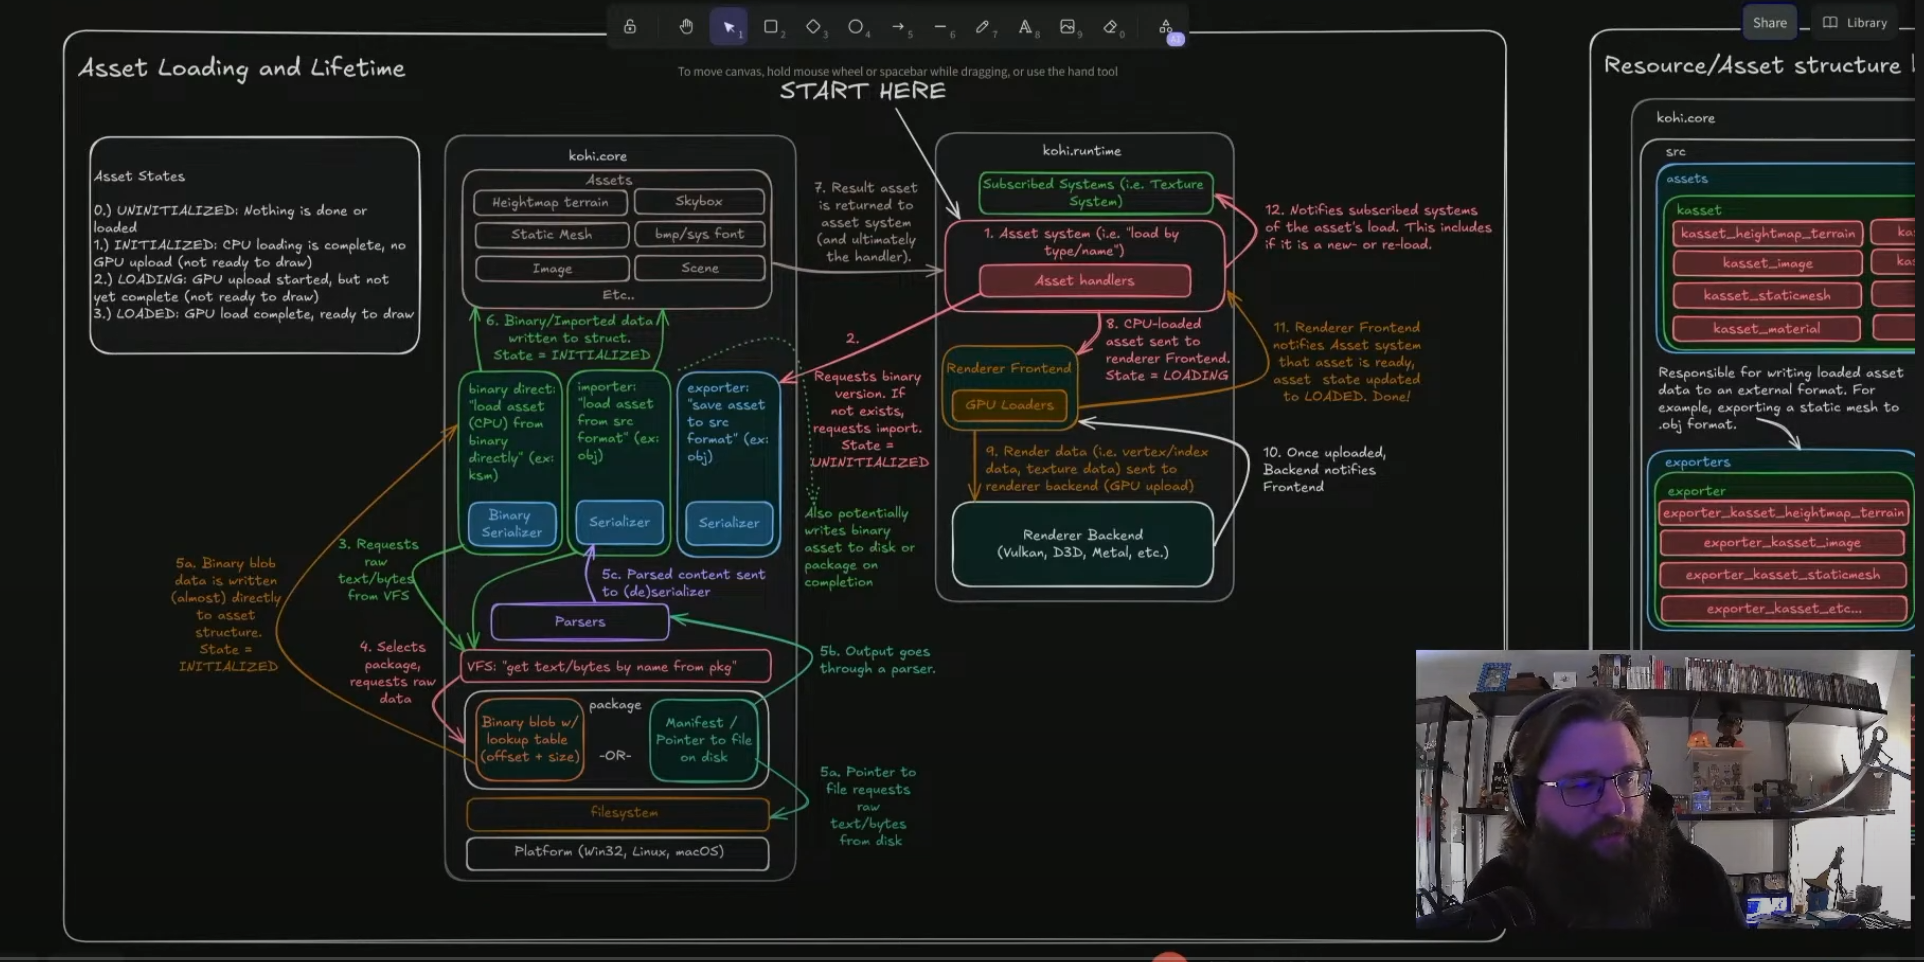 1
2
3
4
5
6
7
8
9
0
AI
Share
Library
To move canvas, hold mouse wheel or spacebar while dragging, or use the hand tool
Asset Loading and Lifetime
START HERE
Asset States
0.) UNINITIALIZED: Nothing is done or
loaded
1.) INITIALIZED: CPU loading is complete, no
GPU upload (not ready to draw)
2.) LOADING: GPU upload started, but not
yet complete (not ready to draw)
3.) LOADED: GPU load complete, ready to draw
kohi.core
Assets
Heightmap terrain
Skybox
Static Mesh
bmp/sys font
Image
Scene
Etc..
6. Binary/Imported data
written to struct.
State = INITIALIZED
binary direct:
"load asset
(CPU) from
binary
directly" (ex:
ksm)
Binary
Serializer
importer:
"load asset
from src
format" (ex:
obj)
Serializer
exporter:
"save asset
to src
format" (ex:
obj)
Serializer
3. Requests
raw
text/bytes
from VFS
5a. Binary blob
data is written
(almost) directly
to asset
structure.
State =
INITIALIZED
4. Selects
package,
requests raw
data
5c. Parsed content sent
to (de)serializer
Parsers
VFS: "get text/bytes by name from pkg"
package
Binary blob w/
lookup table
(offset + size)
-OR-
Manifest /
Pointer to file
on disk
filesystem
Platform (Win32, Linux, macOS)
7. Result asset
is returned to
asset system
(and ultimately
the handler).
2.
Requests binary
version. If
not exists,
requests import.
State =
UNINITIALIZED
Also potentially
writes binary
asset to disk or
package on
completion
5b. Output goes
through a parser.
5a. Pointer to
file requests
raw
text/bytes
from disk
kohi.runtime
Subscribed Systems (i.e. Texture
System)
1. Asset system (i.e. "load by
type/name")
Asset handlers
8. CPU-loaded
asset sent to
renderer Frontend.
State = LOADING
Renderer Frontend
GPU Loaders
9. Render data (i.e. vertex/index
data, texture data) sent to
renderer backend (GPU upload)
Renderer Backend
(Vulkan, D3D, Metal, etc.)
12. Notifies subscribed systems
of the asset's load. This includes
if it is a new- or re-load.
11. Renderer Frontend
notifies Asset system
that asset is ready,
asset state updated
to LOADED. Done!
10. Once uploaded,
Backend notifies
Frontend
Resource/Asset structure
kohi.core
src
assets
kasset
kasset_heightmap_terrain
kas
kasset_image
kass
kasset_staticmesh
kasset_material
Responsible for writing loaded asset
data to an external format. For
example, exporting a static mesh to
.obj format.
exporters
exporter
exporter_kasset_heightmap_terrain
exporter_kasset_image
exporter_kasset_staticmesh
exporter_kasset_etc...